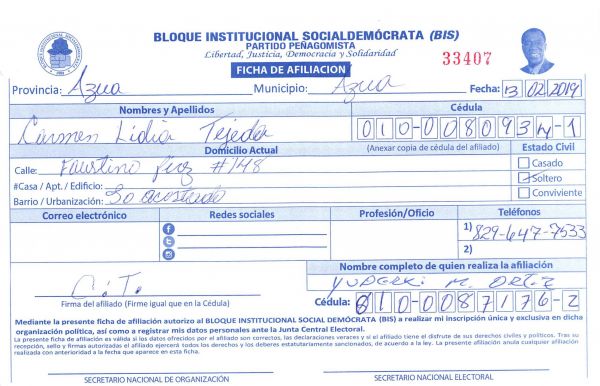 BLOQUE INSTITUCIONAL SOCIALDEMÓCRATA (BIS)
PARTIDO PEÑAGOMISTA
Libertad, Justicia, Democracia y Solidaridad
33407
FICHA DE AFILIACION
Provincia: Azua Municipio: Azua Fecha: 13 02 2019
Nombres y Apellidos Cédula
Carmen Lidia Tejeda 010-0080934-1
Domicilio Actual (Anexar copia de cédula del afiliado) Estado Civil
Calle: Faustino #148 Casado
#Casa / Apt. / Edificio: Soltero
Barrio / Urbanización: Conviviente
Correo electrónico Redes sociales Profesión/Oficio Teléfonos
1) 829-647-7533
2)
Nombre completo de quien realiza la afiliación
C. T. Yuderki M. Ortiz
Firma del afiliado (Firme igual que en la Cédula) Cédula: 010-0087176-2
Mediante la presente ficha de afiliación autorizo al BLOQUE INSTITUCIONAL SOCIAL DEMÓCRATA (BIS) a realizar mi inscripción única y exclusiva en dicha
organización política, así como a registrar mis datos personales ante la Junta Central Electoral.
La presente ficha de afiliación es válida si los datos ofrecidos por el afiliado son correctos, las declaraciones veraces y si el afiliado tiene el disfrute de sus derechos civiles y políticos. Tras su
recepción, sello y firmas autorizadas el afiliado ejercerá todos los derechos y los deberes estatutariamente sancionados, de acuerdo a la ley. La presente afiliación anula cualquier afiliación
realizada con anterioridad a la fecha que aparece en esta ficha.
SECRETARIO NACIONAL DE ORGANIZACIÓN SECRETARIO NACIONAL ELECTORAL